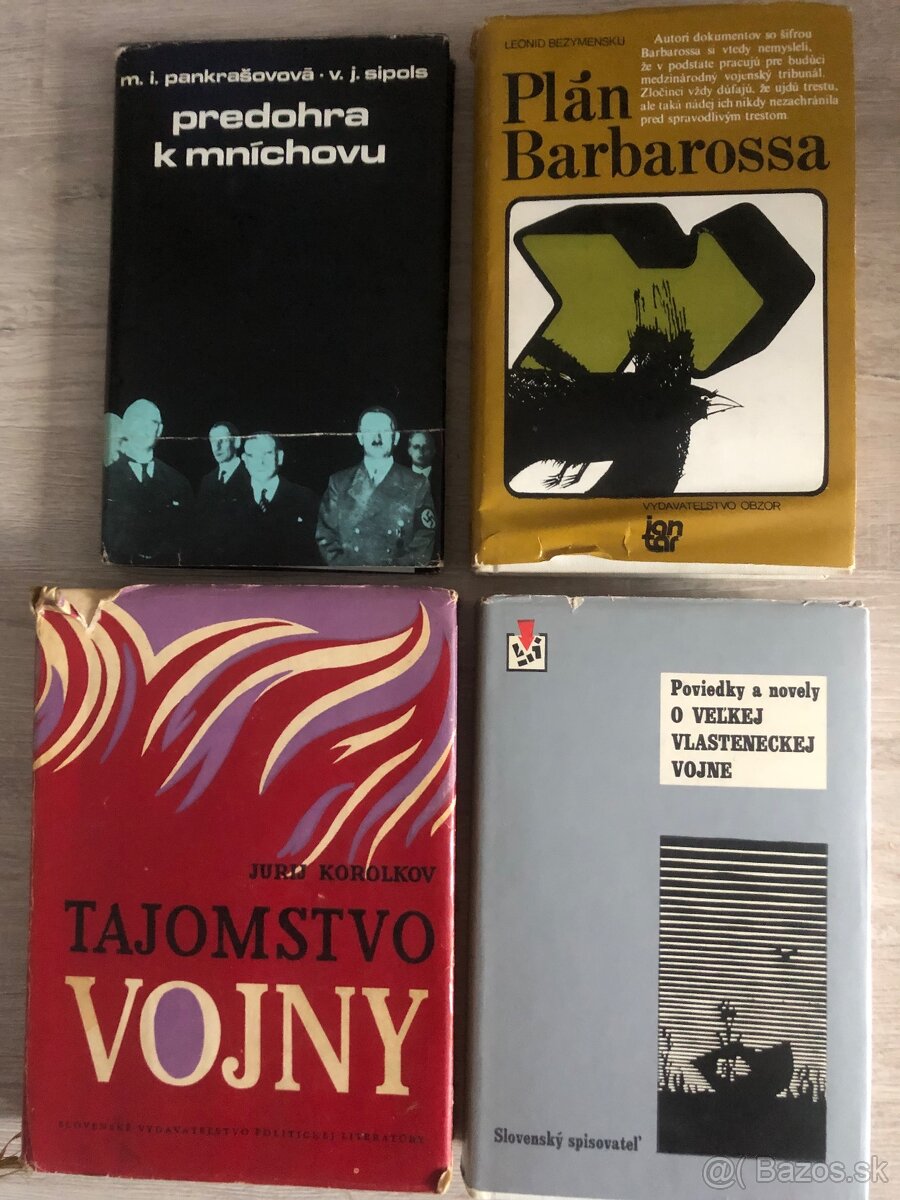 m. i. pankrašovová · v. j. sipols
predohra
k mníchovu
LEONID BEZYMENSKIJ
Autori dokumentov so šifrou
Barbarossa si vtedy nemysleli,
že v podstate pracujú pre budúci
medzinárodný vojenský tribunál.
Zločinci vždy dúfajú, že ujdú trestu,
ale taká nádej ich nikdy nezachránila
pred spravodlivým trestom
Plán
Barbarossa
VYDAVATEĽSTVO OBZOR
jantar
JURIJ KOROLKOV
TAJOMSTVO
VOJNY
SLOVENSKÉ VYDAVATEĽSTVO POLITICKEJ LITERATÚRY
Poviedky a novely
O VEĽKEJ
VLASTENECKEJ
VOJNE
Slovenský spisovateľ
@( Bazos.sk